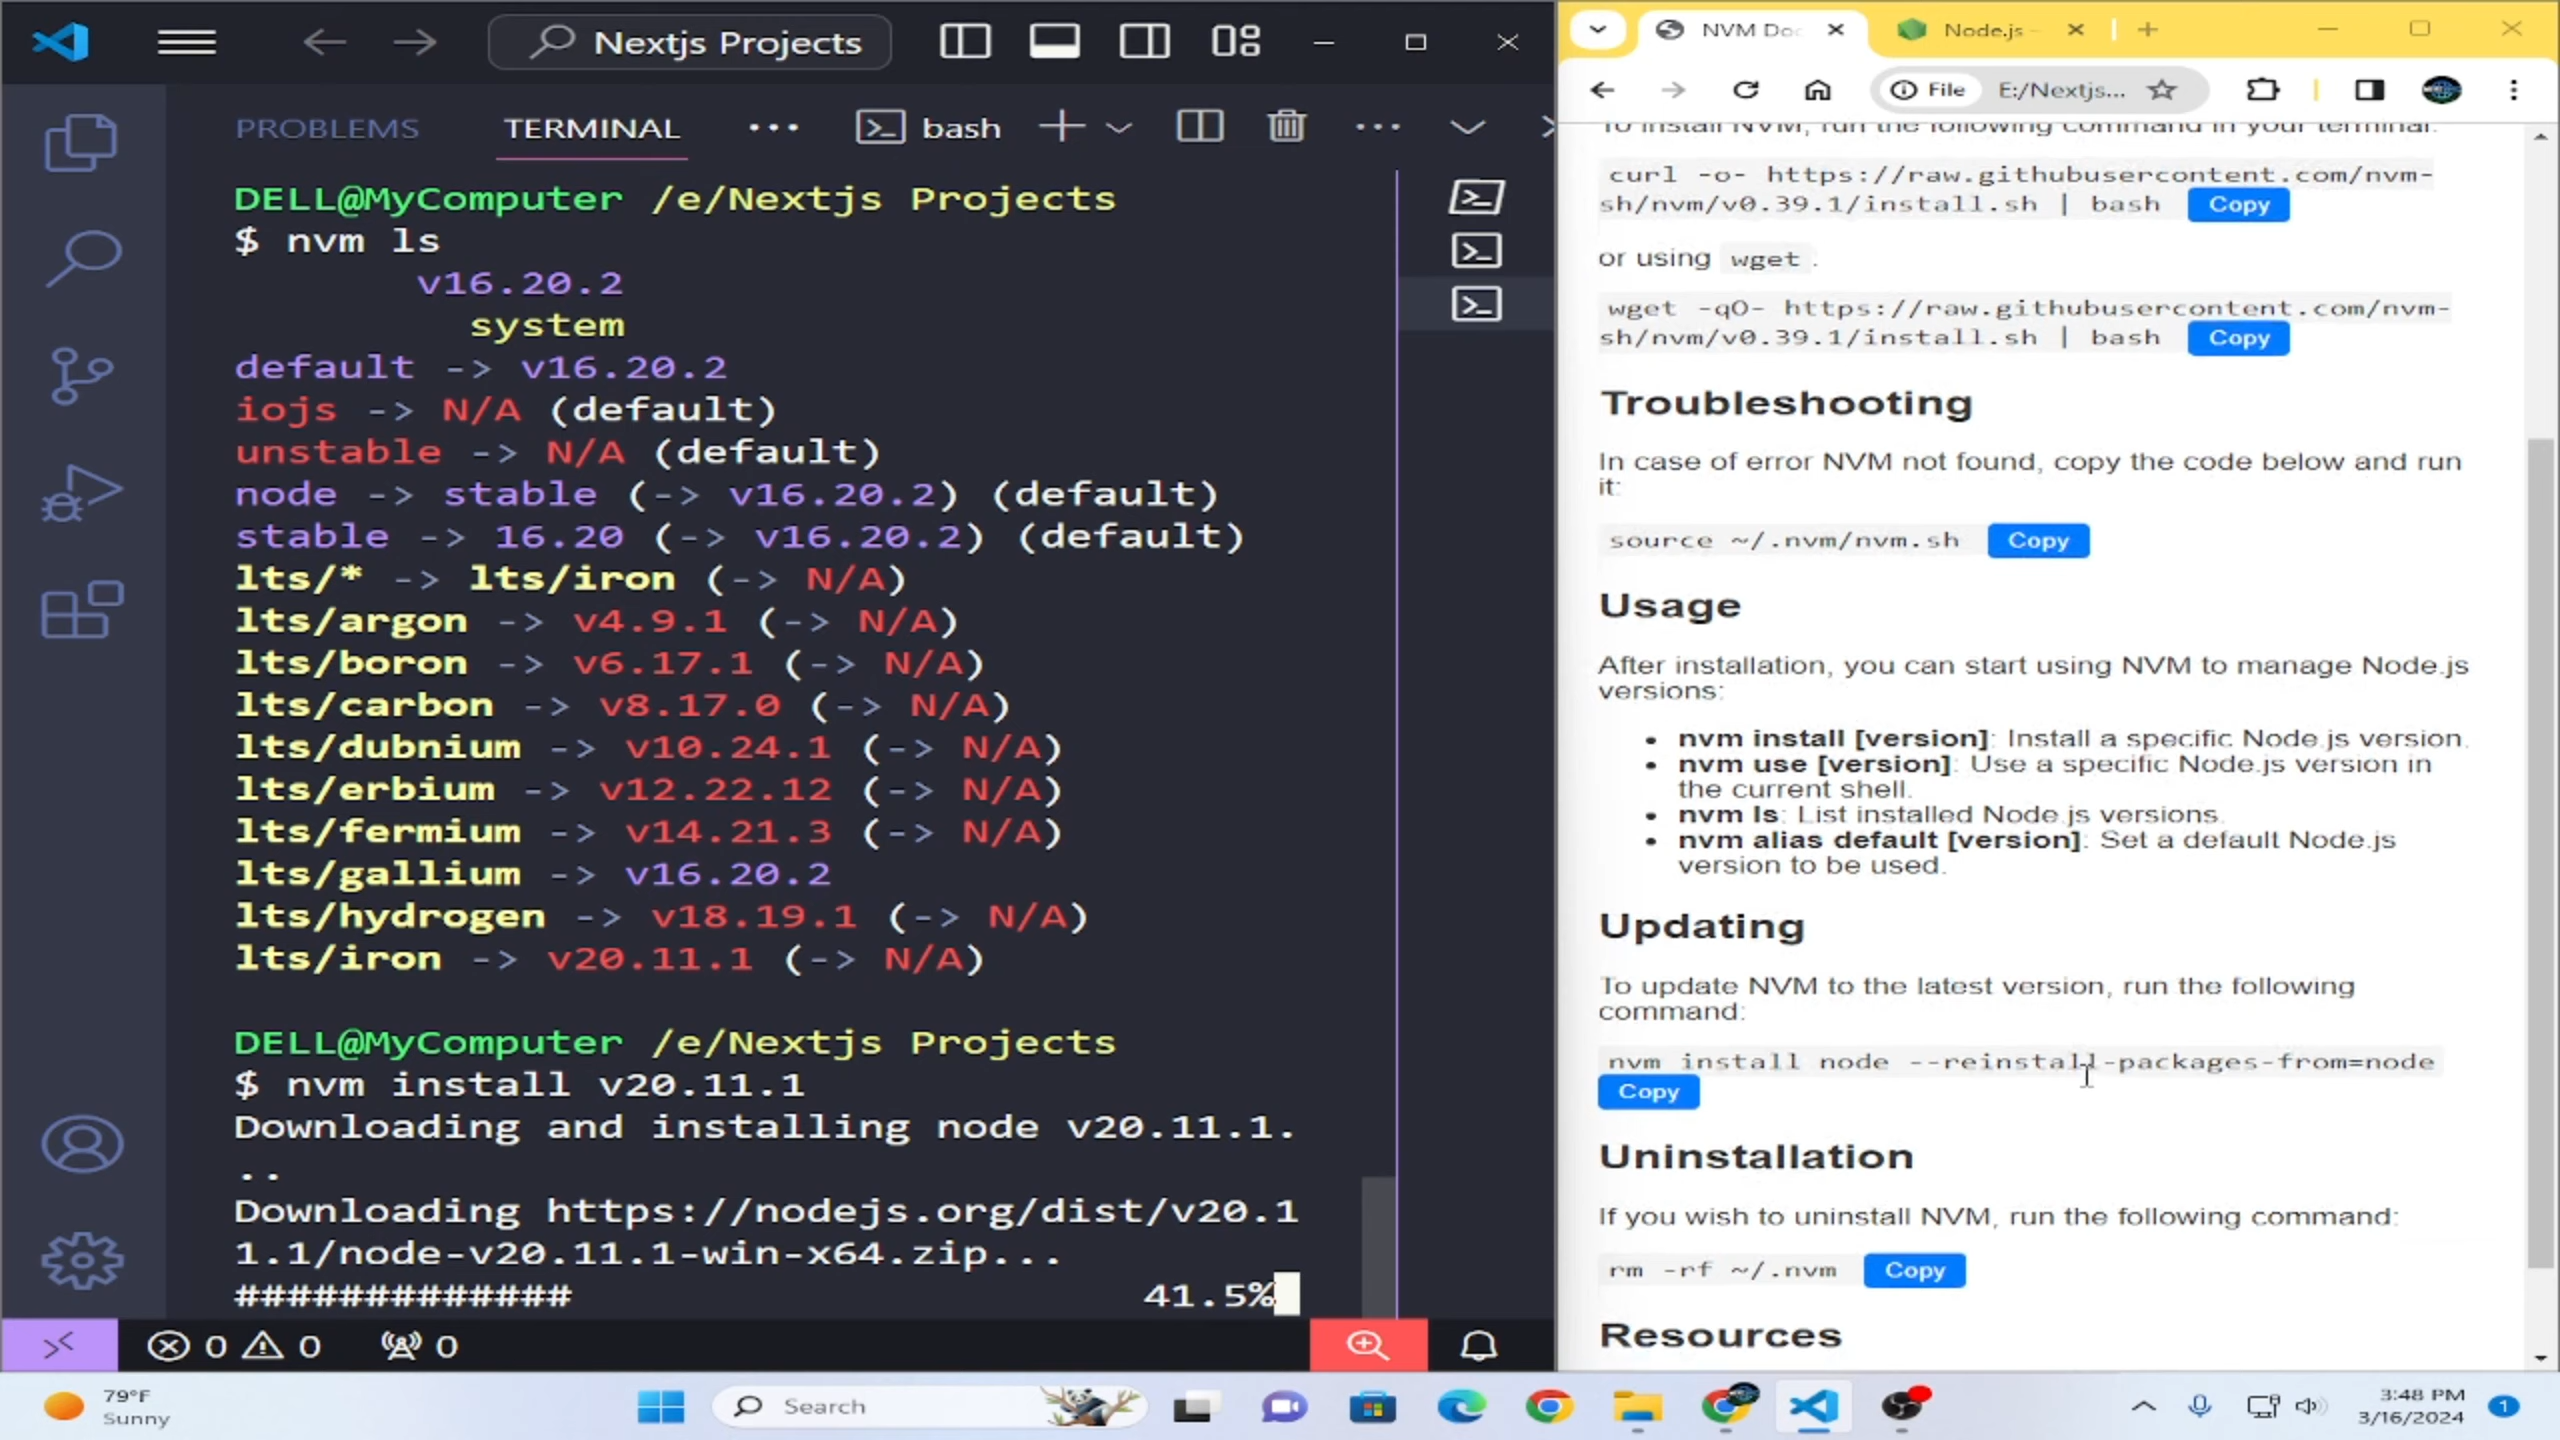 Nextjs Projects
PROBLEMS TERMINAL ... bash
DELL@MyComputer /e/Nextjs Projects
$ nvm ls
v16.20.2
system
default -> v16.20.2
iojs -> N/A (default)
unstable -> N/A (default)
node -> stable (-> v16.20.2) (default)
stable -> 16.20 (-> v16.20.2) (default)
lts/* -> lts/iron (-> N/A)
lts/argon -> v4.9.1 (-> N/A)
lts/boron -> v6.17.1 (-> N/A)
lts/carbon -> v8.17.0 (-> N/A)
lts/dubnium -> v10.24.1 (-> N/A)
lts/erbium -> v12.22.12 (-> N/A)
lts/fermium -> v14.21.3 (-> N/A)
lts/gallium -> v16.20.2
lts/hydrogen -> v18.19.1 (-> N/A)
lts/iron -> v20.11.1 (-> N/A)
DELL@MyComputer /e/Nextjs Projects
$ nvm install v20.11.1
Downloading and installing node v20.11.1.
..
Downloading https://nodejs.org/dist/v20.1
1.1/node-v20.11.1-win-x64.zip...
############# 41.5%
0 0 0
NVM Doc Node.js -
File E:/Nextjs...
To install NVM, run the following command in your terminal:
curl -o- https://raw.githubusercontent.com/nvm-
sh/nvm/v0.39.1/install.sh | bash Copy
or using wget.
wget -qO- https://raw.githubusercontent.com/nvm-
sh/nvm/v0.39.1/install.sh | bash Copy
Troubleshooting
In case of error NVM not found, copy the code below and run
it:
source ~/.nvm/nvm.sh Copy
Usage
After installation, you can start using NVM to manage Node.js
versions:
• nvm install [version]: Install a specific Node.js version.
• nvm use [version]: Use a specific Node.js version in
the current shell.
• nvm ls: List installed Node.js versions.
• nvm alias default [version]: Set a default Node.js
version to be used.
Updating
To update NVM to the latest version, run the following
command:
nvm install node --reinstall-packages-from=node
Copy
Uninstallation
If you wish to uninstall NVM, run the following command:
rm -rf ~/.nvm Copy
Resources
79°F
Sunny
Search
3:48 PM
3/16/2024
1